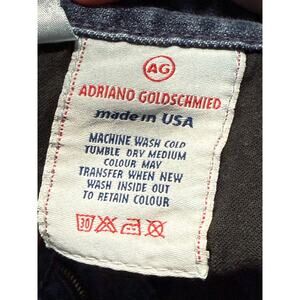 AG
ADRIANO GOLDSCHMIED
made in USA
MACHINE WASH COLD
TUMBLE DRY MEDIUM
COLOUR MAY
TRANSFER WHEN NEW
WASH INSIDE OUT
TO RETAIN COLOUR
30